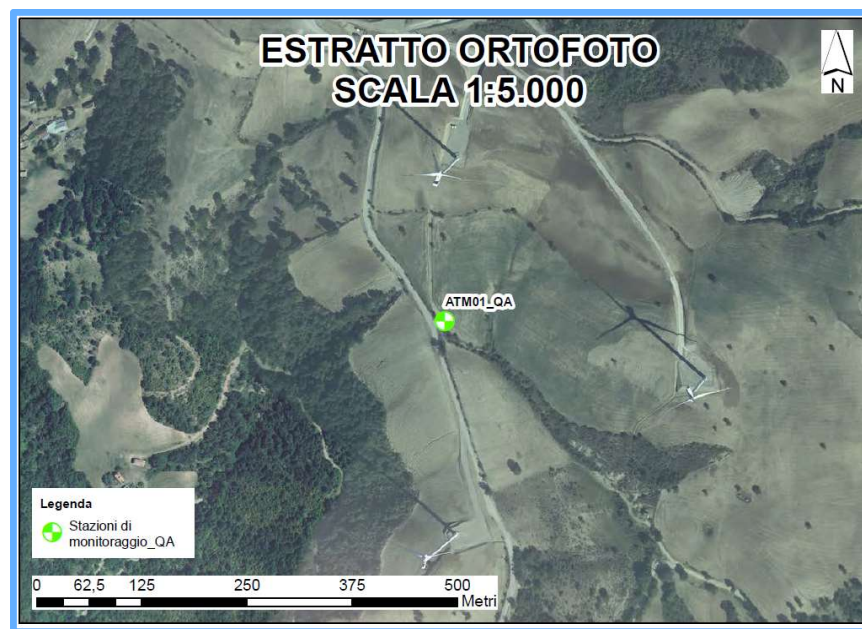 ESTRATTO ORTOFOTO
SCALA 1:5.000
N
ATM01_QA
Legenda
Stazioni di
monitoraggio_QA
0 62,5 125 250 375 500
Metri